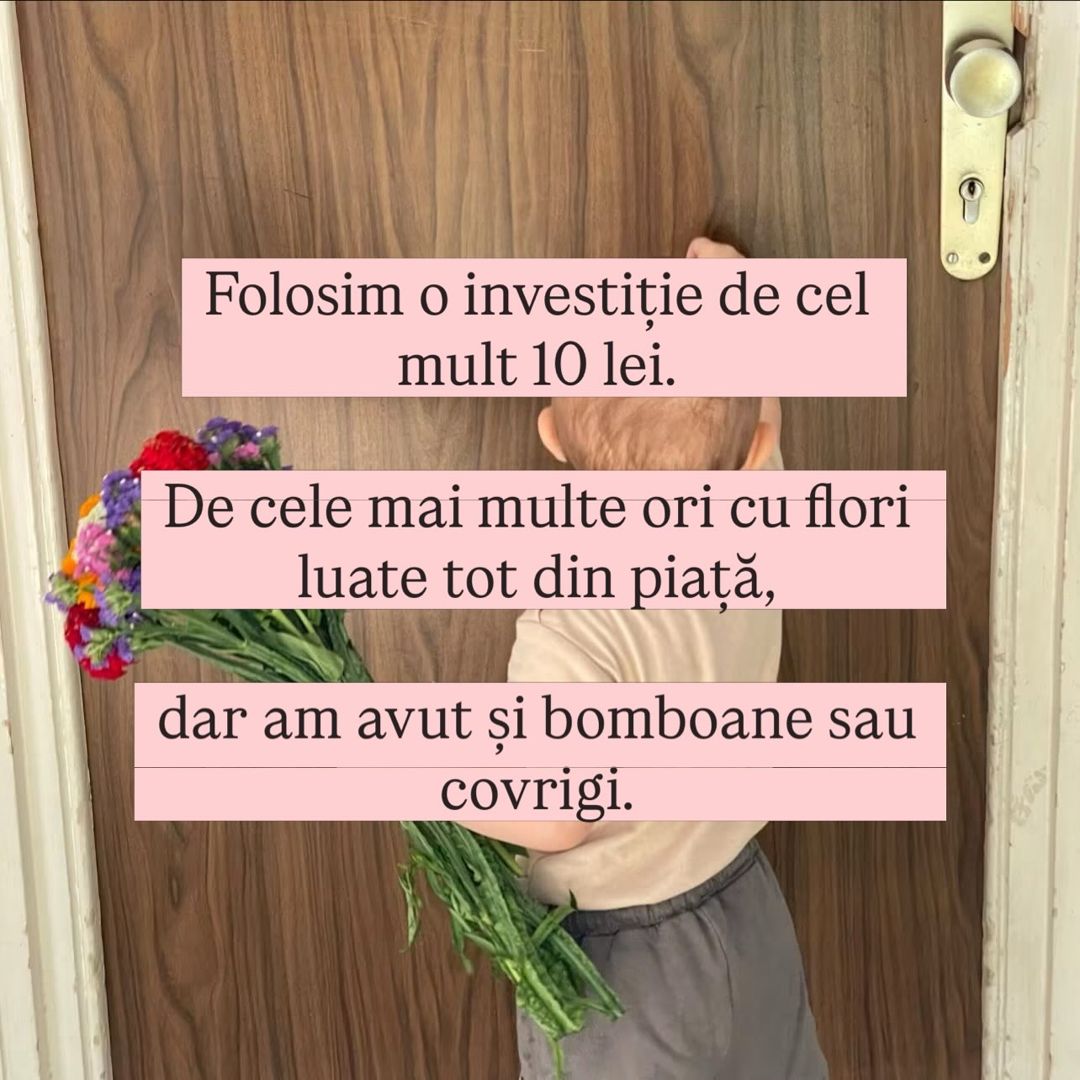 Folosim o investiție de cel
mult 10 lei.
De cele mai multe ori cu flori
luate tot din piață,
dar am avut și bomboane sau
covrigi.